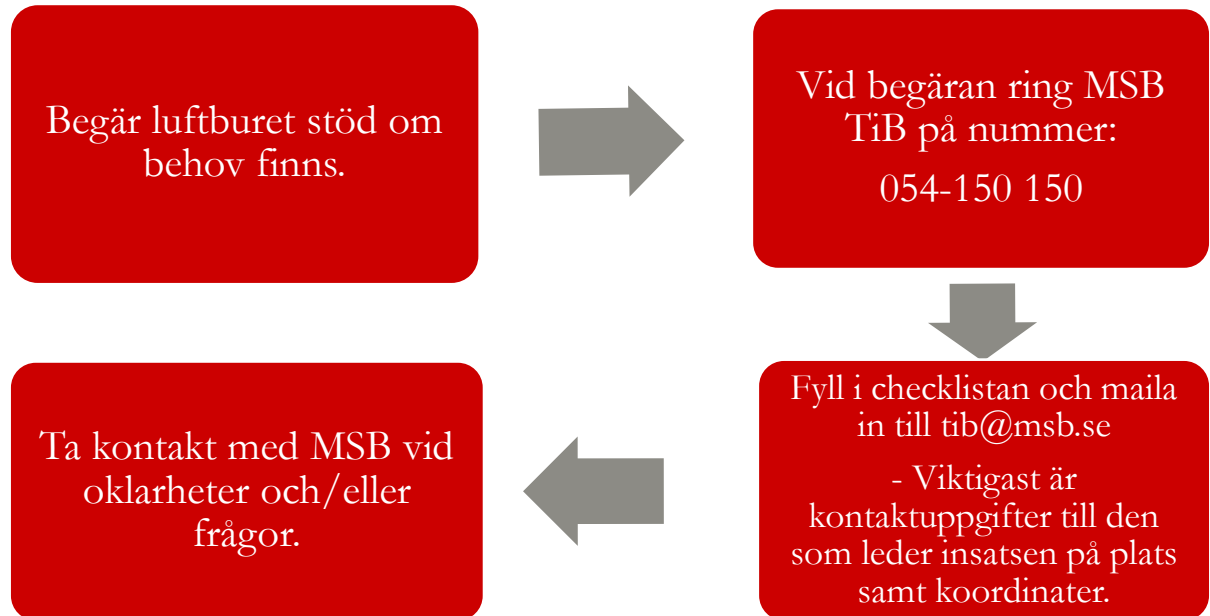 Begär luftburet stöd om
behov finns.
Vid begäran ring MSB
TiB på nummer:
054-150 150
Fyll i checklistan och maila
in till tib@msb.se
- Viktigast är
kontaktuppgifter till den
som leder insatsen på plats
samt koordinater.
Ta kontakt med MSB vid
oklarheter och/eller
frågor.